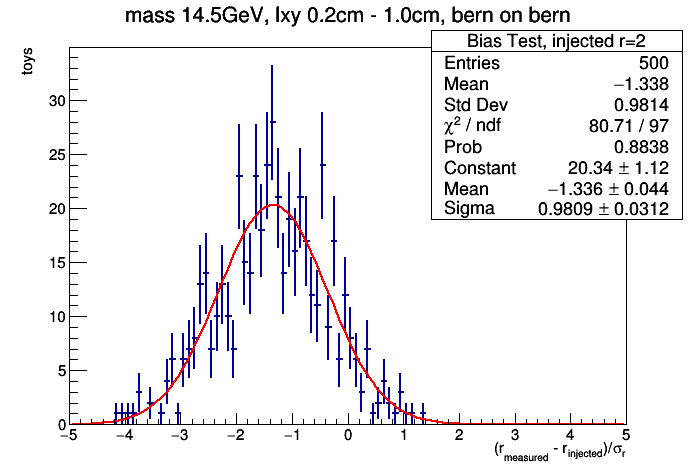 mass 14.5GeV, lxy 0.2cm - 1.0cm, bern on bern
Bias Test, injected r=2
Entries 500
Mean −1.338
Std Dev 0.9814
χ² / ndf 80.71 / 97
Prob 0.8838
Constant 20.34 ± 1.12
Mean −1.336 ± 0.044
Sigma 0.9809 ± 0.0312
toys
30
25
20
15
10
5
0
−5 −4 −3 −2 −1 0 1 2 3 4 5
(r_measured - r_injected)/σ_r